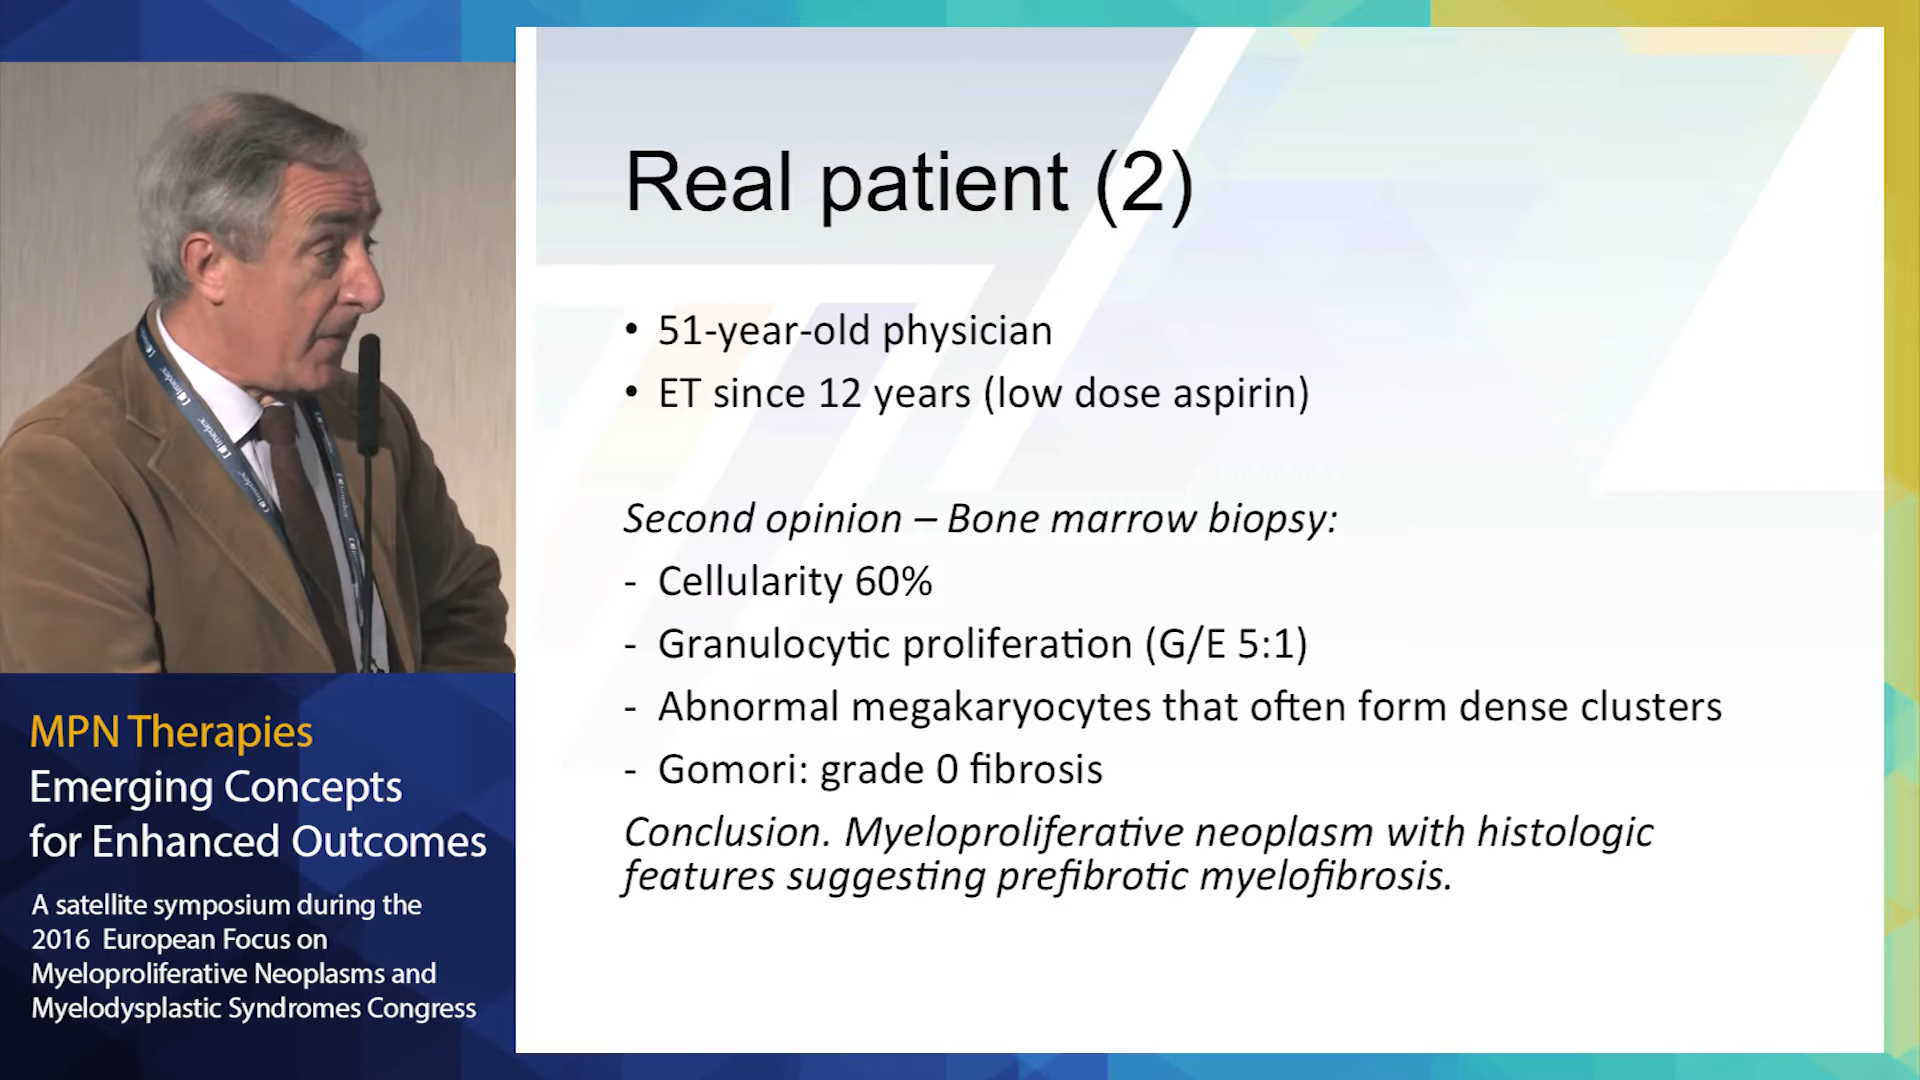 Real patient (2)
• 51-year-old physician
• ET since 12 years (low dose aspirin)
Second opinion – Bone marrow biopsy:
- Cellularity 60%
- Granulocytic proliferation (G/E 5:1)
- Abnormal megakaryocytes that often form dense clusters
- Gomori: grade 0 fibrosis
Conclusion. Myeloproliferative neoplasm with histologic
features suggesting prefibrotic myelofibrosis.
MPN Therapies
Emerging Concepts
for Enhanced Outcomes
A satellite symposium during the
2016 European Focus on
Myeloproliferative Neoplasms and
Myelodysplastic Syndromes Congress
imedex